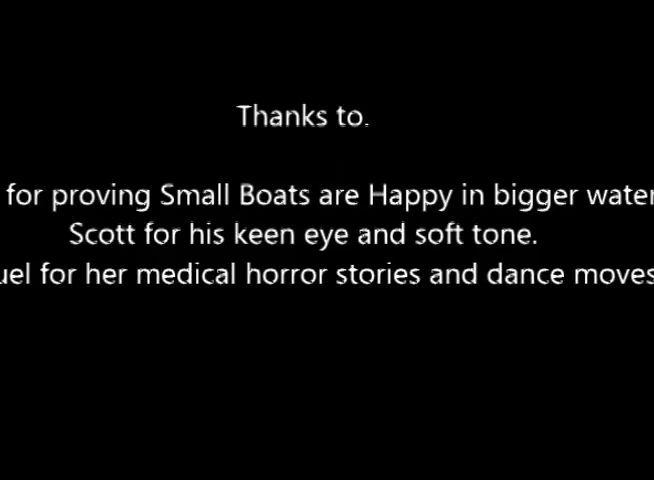 Thanks to.
for proving Small Boats are Happy in bigger water
Scott for his keen eye and soft tone.
for her medical horror stories and dance moves